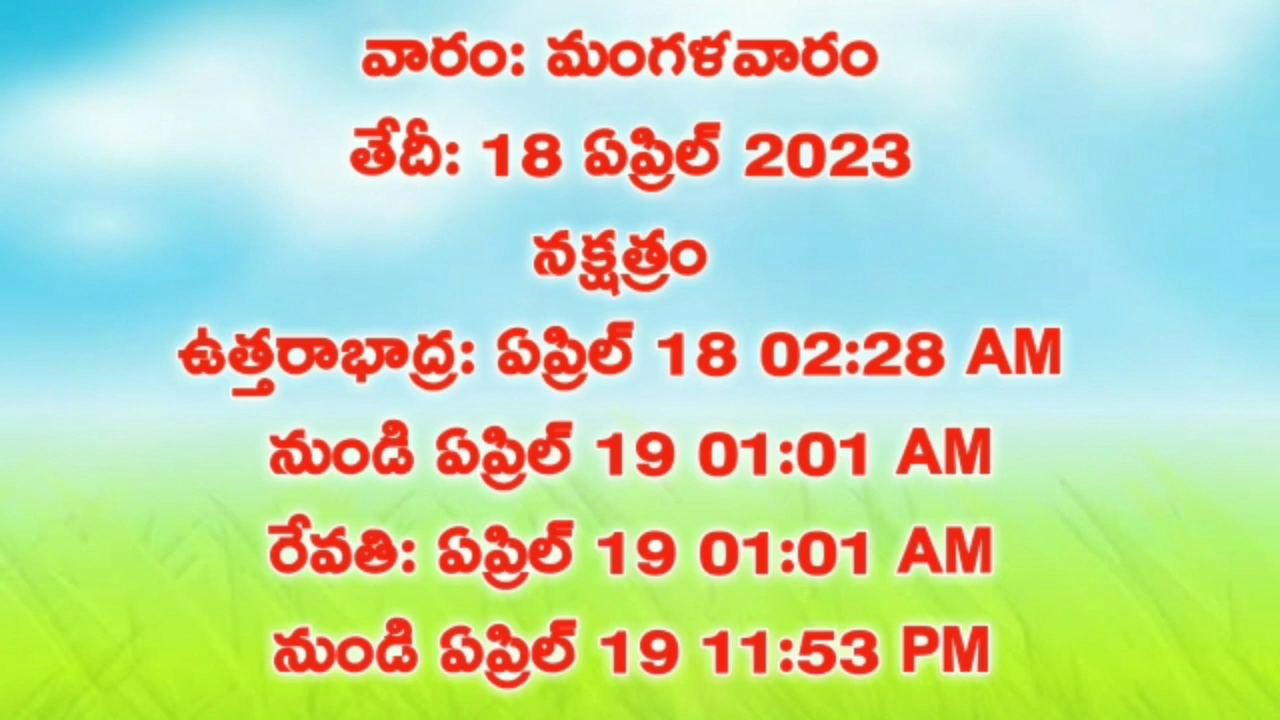 వారం: మంగళవారం
తేదీ: 18 ఏప్రిల్ 2023
నక్షత్రం
ఉత్తరాభాద్ర: ఏప్రిల్ 18 02:28 AM
నుండి ఏప్రిల్ 19 01:01 AM
రేవతి: ఏప్రిల్ 19 01:01 AM
నుండి ఏప్రిల్ 19 11:53 PM